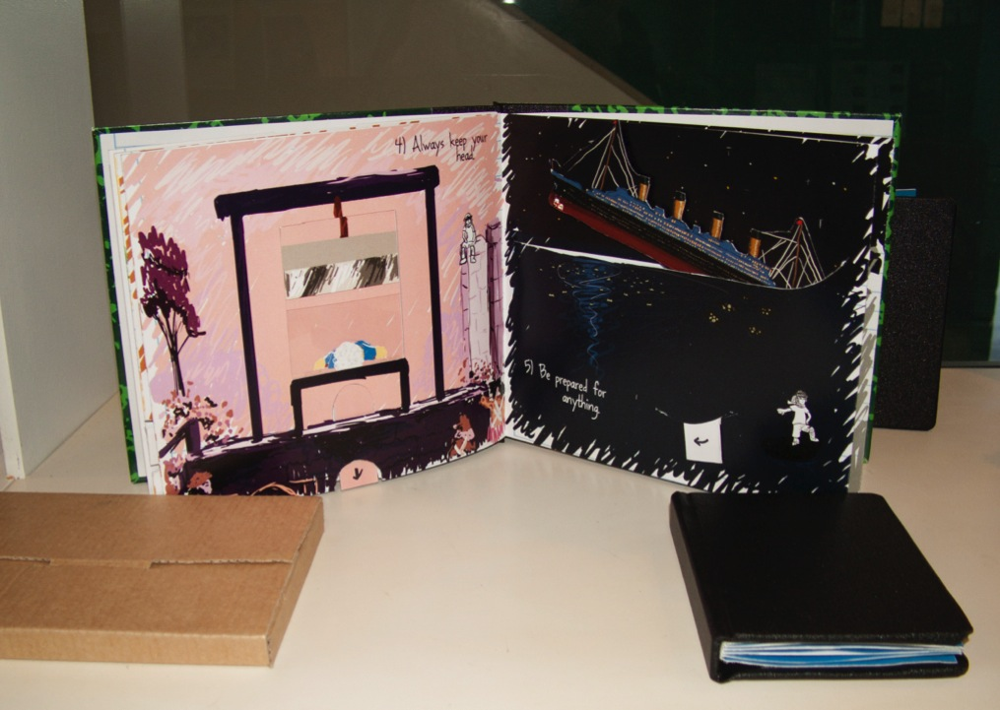 4) Always keep your
head.
5) Be prepared for
anything.